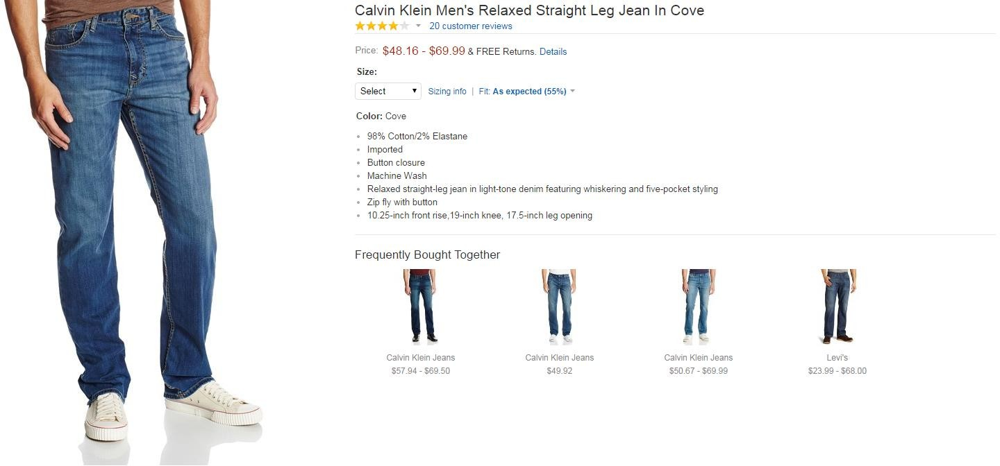 Calvin Klein Men's Relaxed Straight Leg Jean In Cove
20 customer reviews
Price: $48.16 - $69.99 & FREE Returns. Details
Size:
Select Sizing info | Fit: As expected (55%)
Color: Cove
98% Cotton/2% Elastane
Imported
Button closure
Machine Wash
Relaxed straight-leg jean in light-tone denim featuring whiskering and five-pocket styling
Zip fly with button
10.25-inch front rise,19-inch knee, 17.5-inch leg opening
Frequently Bought Together
Calvin Klein Jeans Calvin Klein Jeans Calvin Klein Jeans Levi's
$57.94 - $69.50 $49.92 $50.67 - $69.99 $23.99 - $68.00